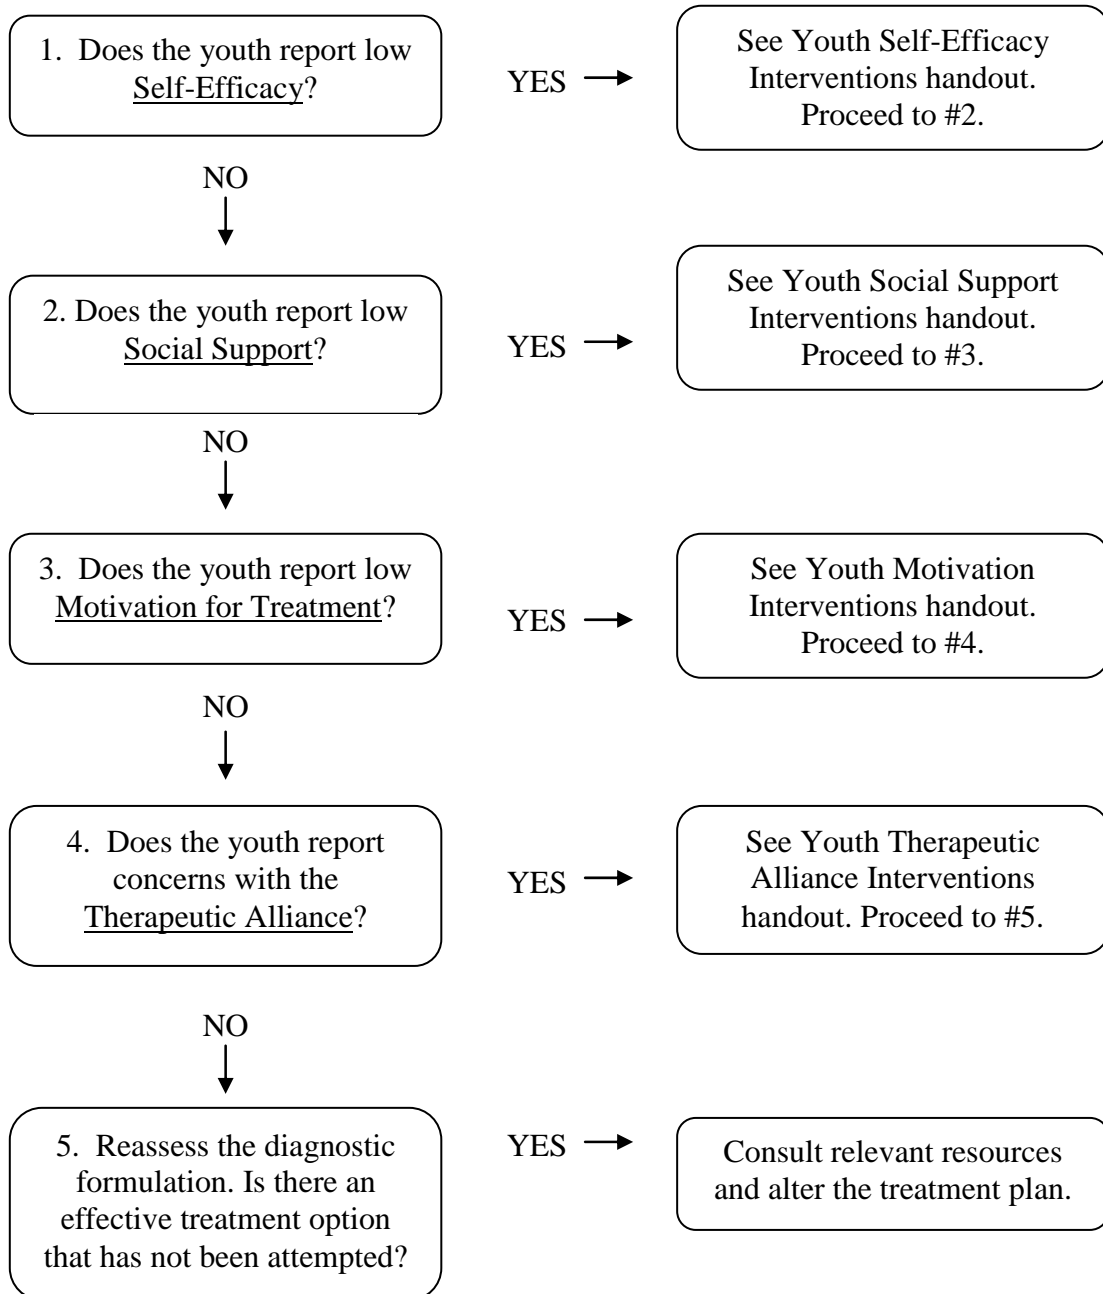 1. Does the youth report low
Self-Efficacy?
YES
See Youth Self-Efficacy
Interventions handout.
Proceed to #2.
NO
2. Does the youth report low
Social Support?
YES
See Youth Social Support
Interventions handout.
Proceed to #3.
NO
3. Does the youth report low
Motivation for Treatment?
YES
See Youth Motivation
Interventions handout.
Proceed to #4.
NO
4. Does the youth report
concerns with the
Therapeutic Alliance?
YES
See Youth Therapeutic
Alliance Interventions
handout. Proceed to #5.
NO
5. Reassess the diagnostic
formulation. Is there an
effective treatment option
that has not been attempted?
YES
Consult relevant resources
and alter the treatment plan.